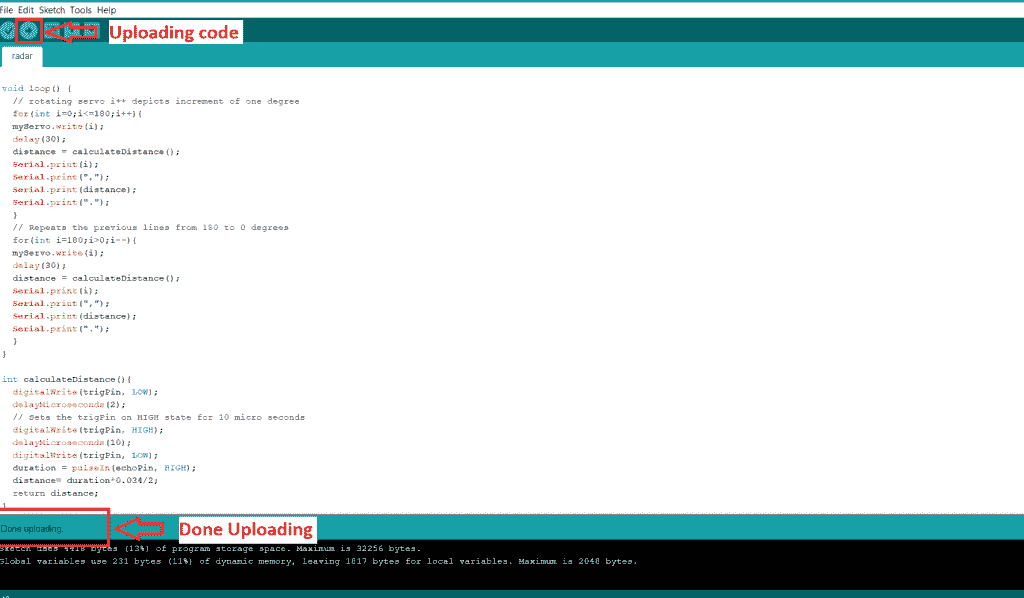 File Edit Sketch Tools Help
Uploading code
radar
void loop() {
// rotating servo i++ depicts increment of one degree
for(int i=0;i<=180;i++){
myServo.write(i);
delay(30);
distance = calculateDistance();
Serial.print(i);
Serial.print(",");
Serial.print(distance);
Serial.print(".");
}
// Repeats the previous lines from 180 to 0 degrees
for(int i=180;i>0;i--){
myServo.write(i);
delay(30);
distance = calculateDistance();
Serial.print(i);
Serial.print(",");
Serial.print(distance);
Serial.print(".");
}
}
int calculateDistance(){
digitalWrite(trigPin, LOW);
delayMicroseconds(2);
// Sets the trigPin on HIGH state for 10 micro seconds
digitalWrite(trigPin, HIGH);
delayMicroseconds(10);
digitalWrite(trigPin, LOW);
duration = pulseIn(echoPin, HIGH);
distance= duration*0.034/2;
return distance;
Done uploading.
Done Uploading
Sketch uses 4418 bytes (13%) of program storage space. Maximum is 32256 bytes.
Global variables use 231 bytes (11%) of dynamic memory, leaving 1817 bytes for local variables. Maximum is 2048 bytes.